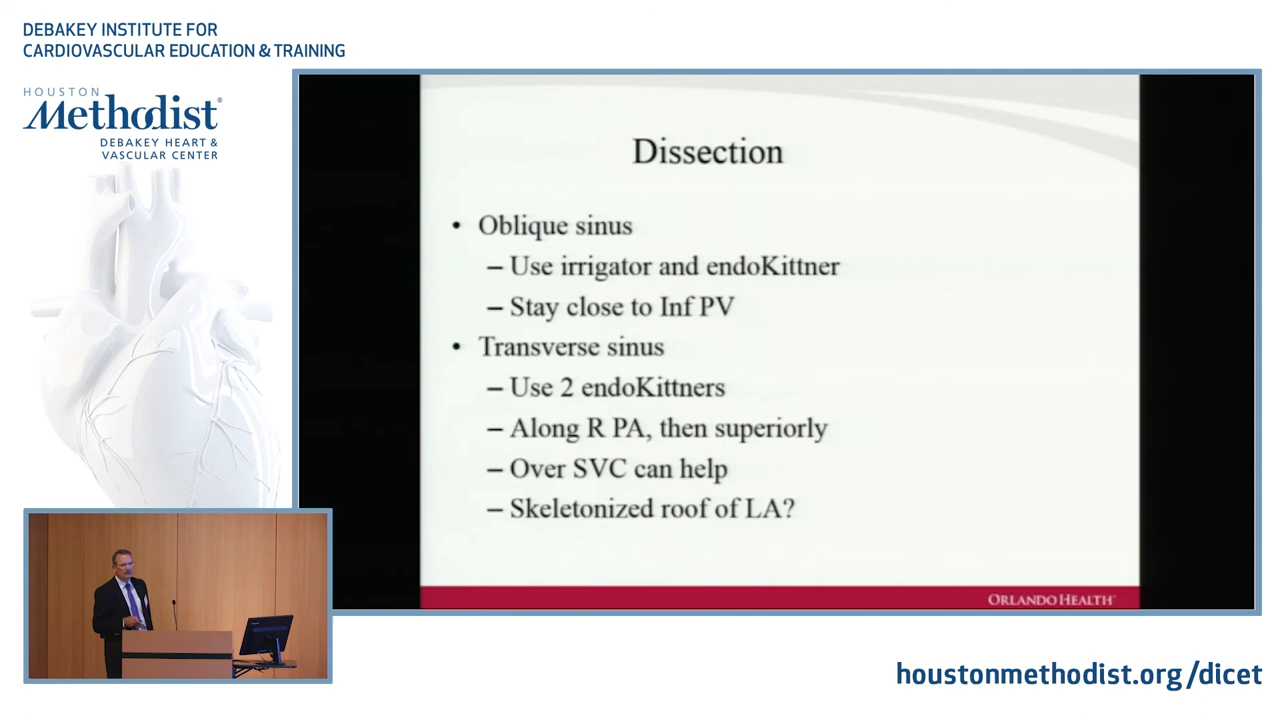 DEBAKEY INSTITUTE FOR
CARDIOVASCULAR EDUCATION & TRAINING
HOUSTON
Methodist®
DEBAKEY HEART &
VASCULAR CENTER
Dissection
• Oblique sinus
– Use irrigator and endoKittner
– Stay close to Inf PV
• Transverse sinus
– Use 2 endoKittners
– Along R PA, then superiorly
– Over SVC can help
– Skeletonized roof of LA?
ORLANDO HEALTH™
houstonmethodist.org/dicet